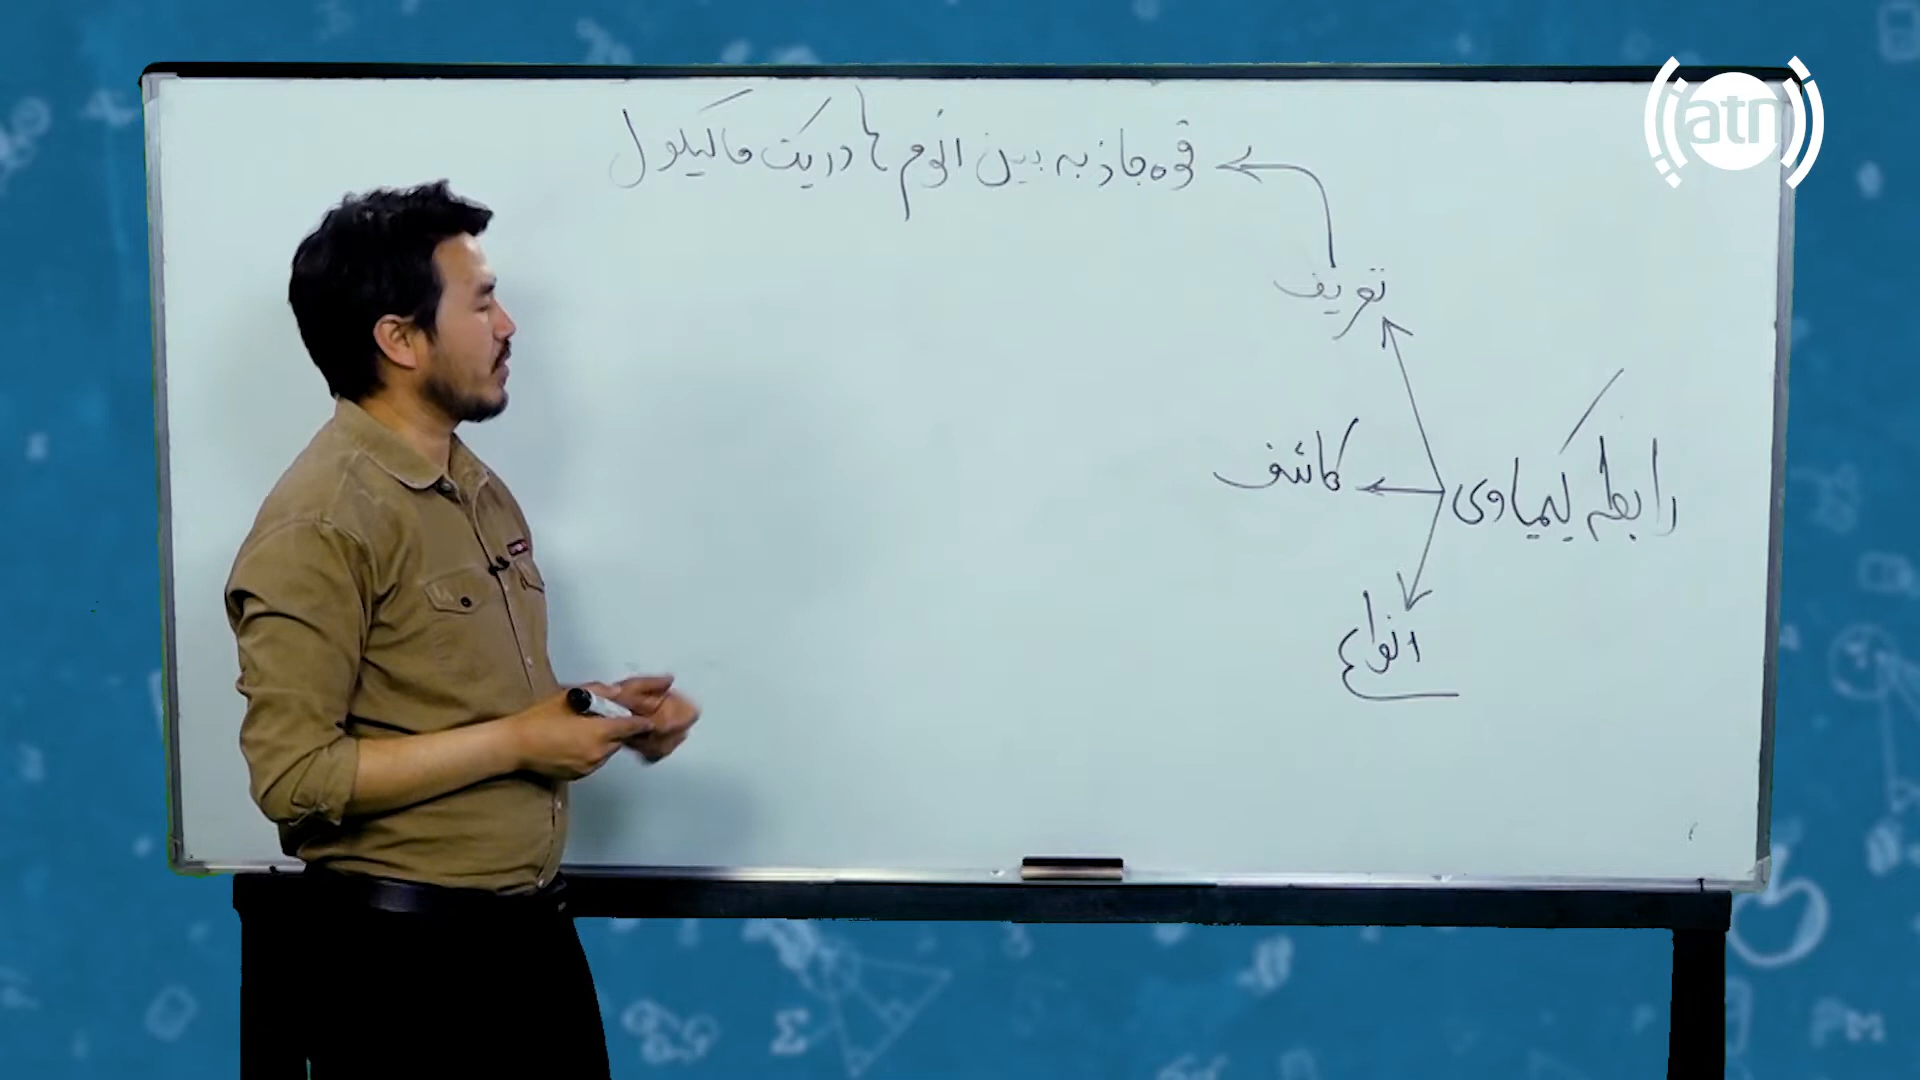 atn
قوه جاذبه بین اتوم ها در یک مالیکول
تعریف
کاشف
رابطه کیمیاوی
انواع